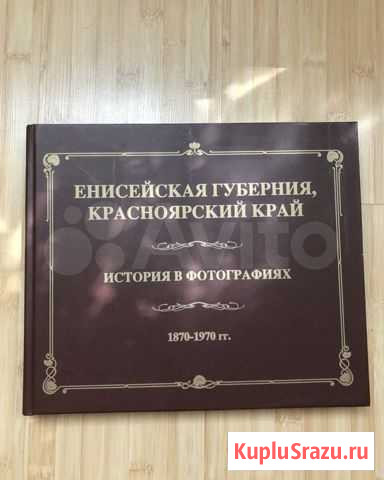 ЕНИСЕЙСКАЯ ГУБЕРНИЯ,
КРАСНОЯРСКИЙ КРАЙ
ИСТОРИЯ В ФОТОГРАФИЯХ
1870-1970 гг.
Avito
KupluSrazu.ru